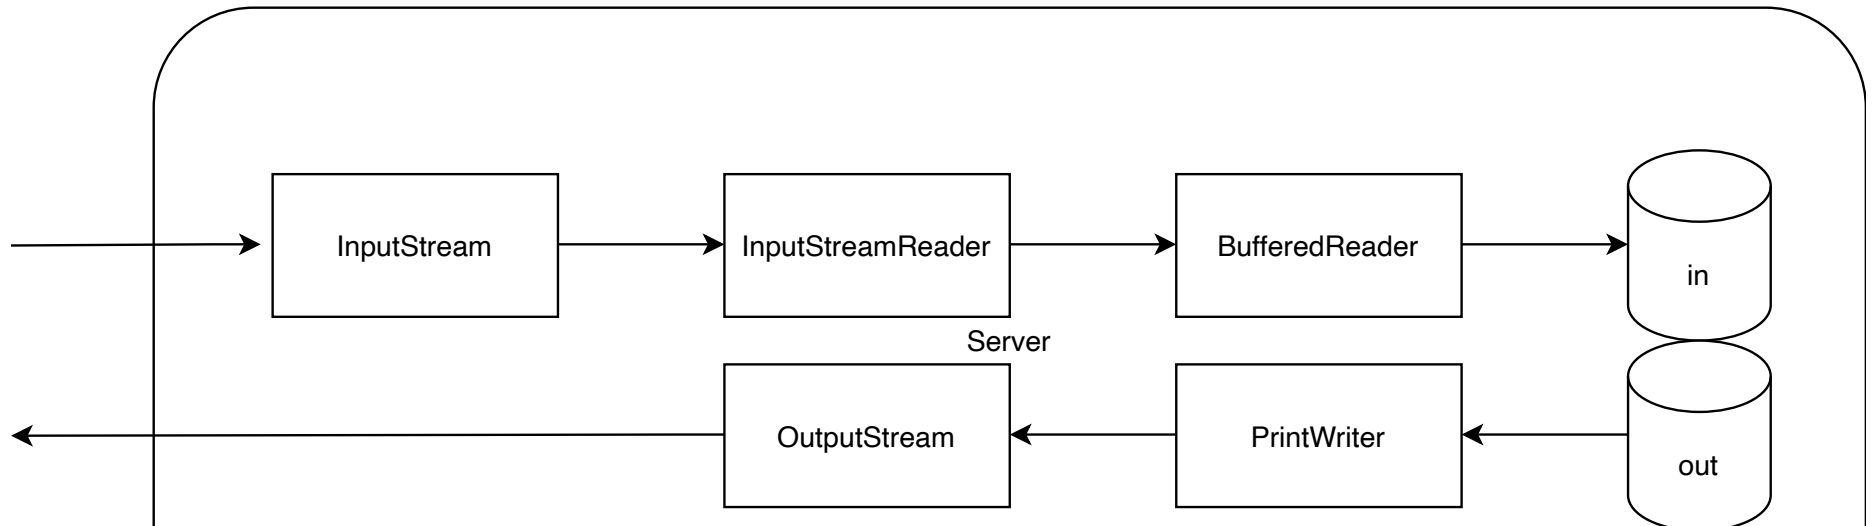 InputStream
InputStreamReader
BufferedReader
in
Server
OutputStream
PrintWriter
out